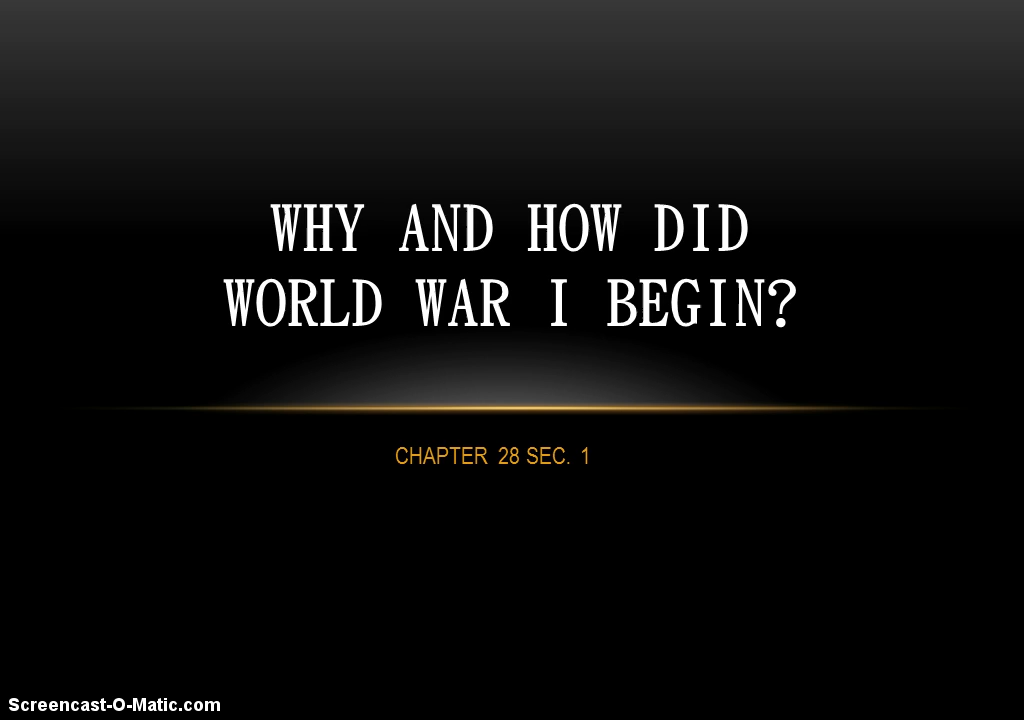 WHY AND HOW DID
WORLD WAR I BEGIN?
CHAPTER 28 SEC. 1
Screencast-O-Matic.com